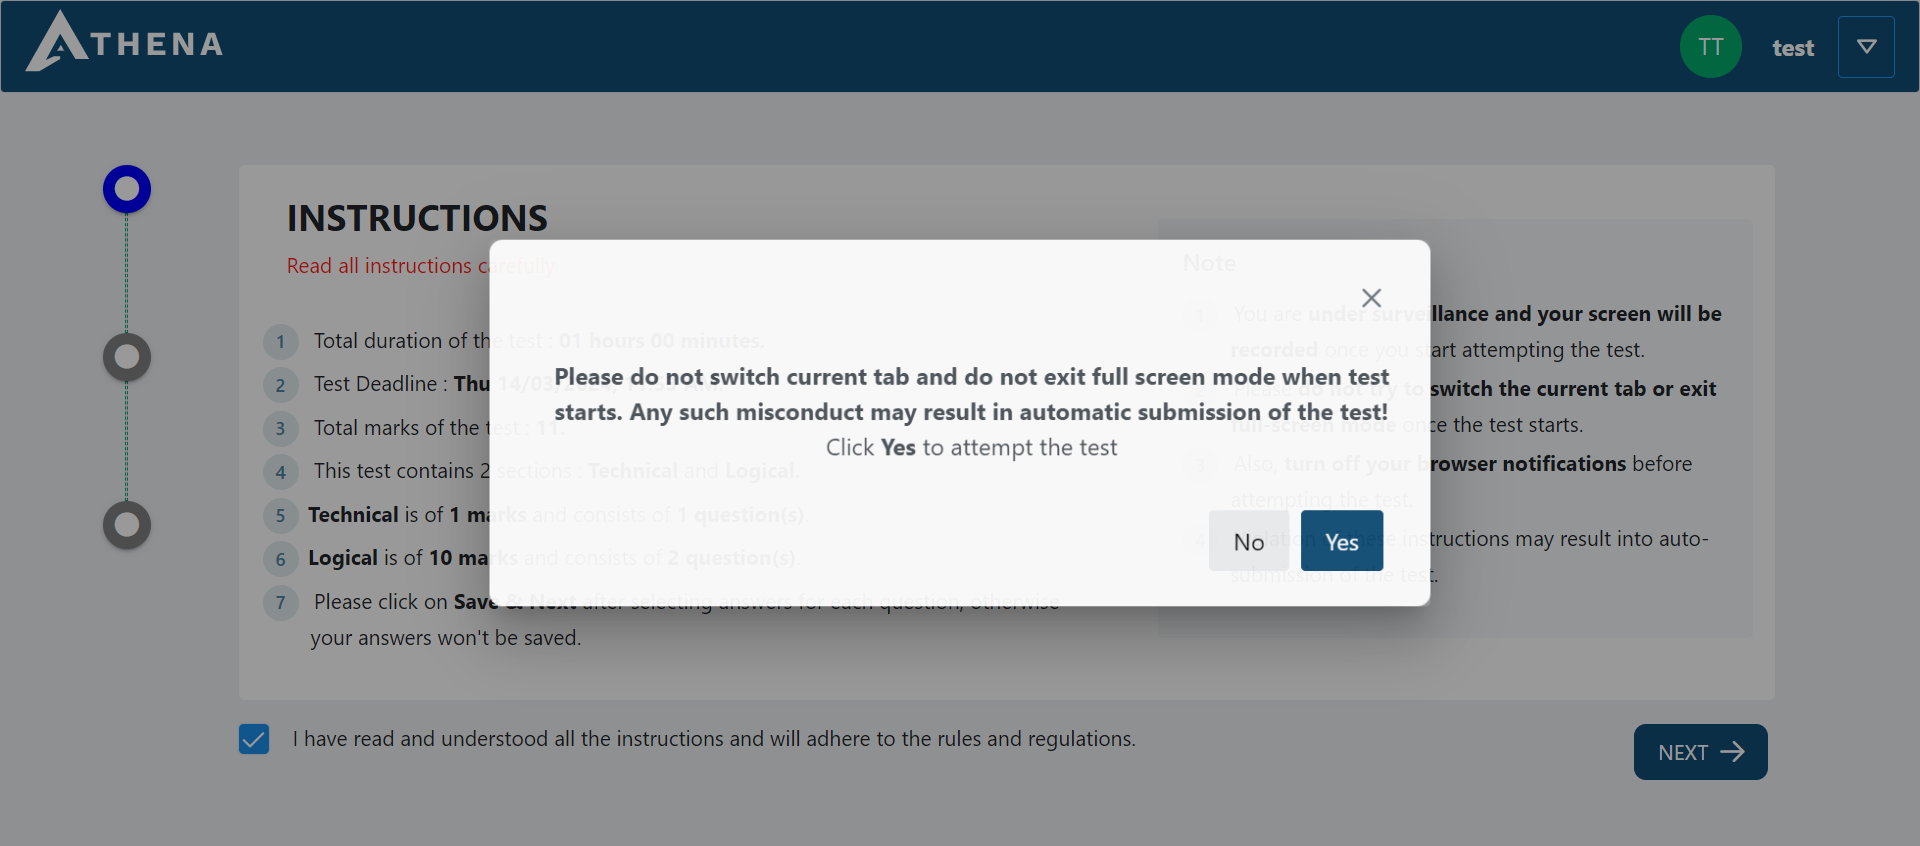 ATHENA
TT
test
INSTRUCTIONS
Read all instructions carefully
1 Total duration of the test : 01 hours 00 minutes.
2 Test Deadline : Thu 14/03/2024,
3 Total marks of the test : 11.
4 This test contains 2 sections : Technical and Logical.
5 Technical is of 1 marks and consists of 1 question(s).
6 Logical is of 10 marks and consists of 2 question(s).
7 Please click on Save & Next after selecting answers for each question, otherwise
your answers won't be saved.
Note
1 You are under surveillance and your screen will be
recorded once you start attempting the test.
2 Please do not try to switch the current tab or exit
full-screen mode once the test starts.
3 Also, turn off your browser notifications before
attempting the test.
4 Violation of these instructions may result into auto-
submission of the test.
Please do not switch current tab and do not exit full screen mode when test
starts. Any such misconduct may result in automatic submission of the test!
Click Yes to attempt the test
No
Yes
I have read and understood all the instructions and will adhere to the rules and regulations.
NEXT